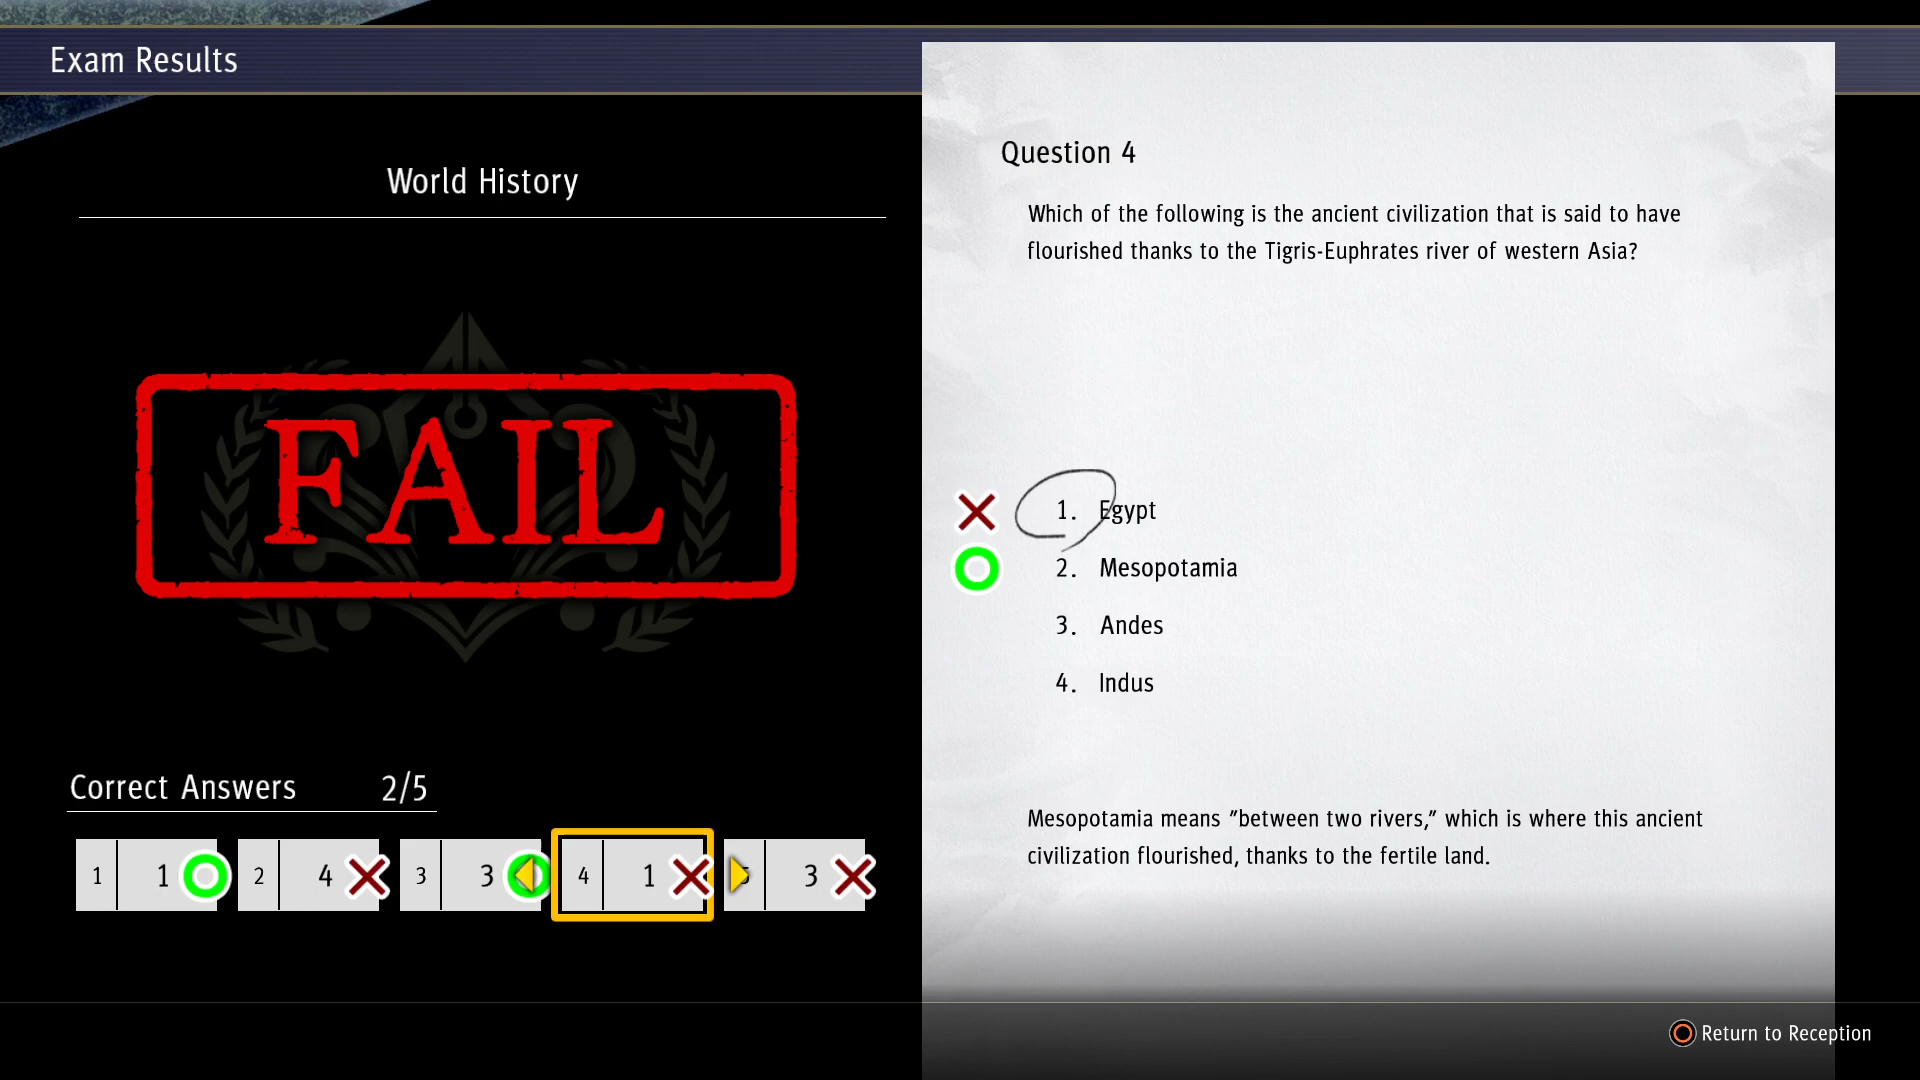 Exam Results
World History
FAIL
Correct Answers 2/5
1 1
2 4
3 3
4 1
3
Question 4
Which of the following is the ancient civilization that is said to have
flourished thanks to the Tigris-Euphrates river of western Asia?
1. Egypt
2. Mesopotamia
3. Andes
4. Indus
Mesopotamia means "between two rivers," which is where this ancient
civilization flourished, thanks to the fertile land.
Return to Reception